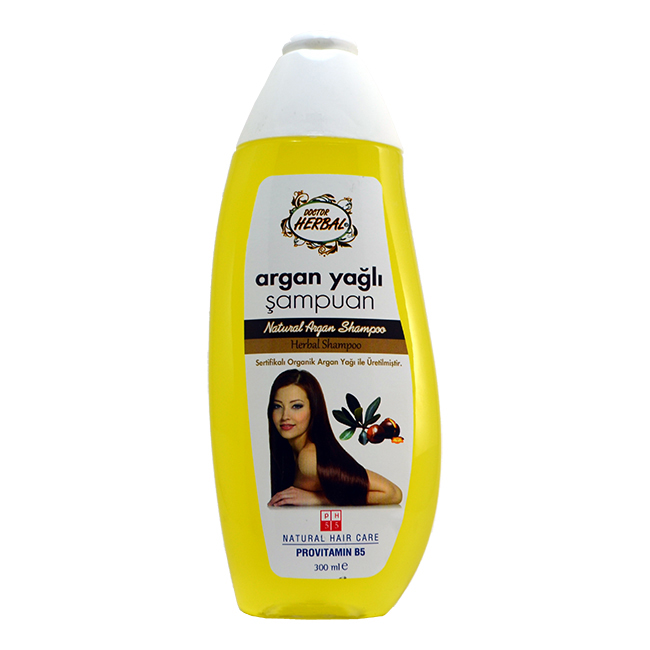 DOCTOR
HERBAL
argan yağlı
şampuan
Natural Argan Shampoo
Herbal Shampoo
Sertifikalı Organik Argan Yağı ile Üretilmiştir.
PH
5 5
NATURAL HAIR CARE
PROVITAMIN B5
300 ml e